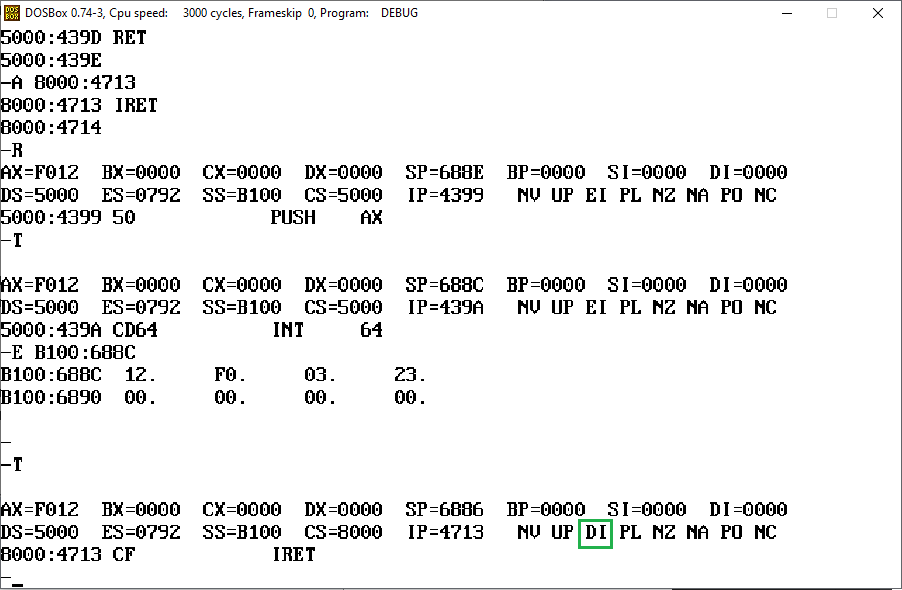 DOSBox 0.74-3, Cpu speed:    3000 cycles, Frameskip  0, Program:    DEBUG
5000:439D RET
5000:439E
-A 8000:4713
8000:4713 IRET
8000:4714
-R
AX=F012  BX=0000  CX=0000  DX=0000  SP=688E  BP=0000  SI=0000  DI=0000
DS=5000  ES=0792  SS=B100  CS=5000  IP=4399   NV UP EI PL NZ NA PO NC
5000:4399 50            PUSH    AX
-T
AX=F012  BX=0000  CX=0000  DX=0000  SP=688C  BP=0000  SI=0000  DI=0000
DS=5000  ES=0792  SS=B100  CS=5000  IP=439A   NV UP EI PL NZ NA PO NC
5000:439A CD64          INT     64
-E B100:688C
B100:688C  12.     F0.     03.     23.
B100:6890  00.     00.     00.     00.
-
-T
AX=F012  BX=0000  CX=0000  DX=0000  SP=6886  BP=0000  SI=0000  DI=0000
DS=5000  ES=0792  SS=B100  CS=8000  IP=4713   NV UP DI PL NZ NA PO NC
8000:4713 CF            IRET
-_